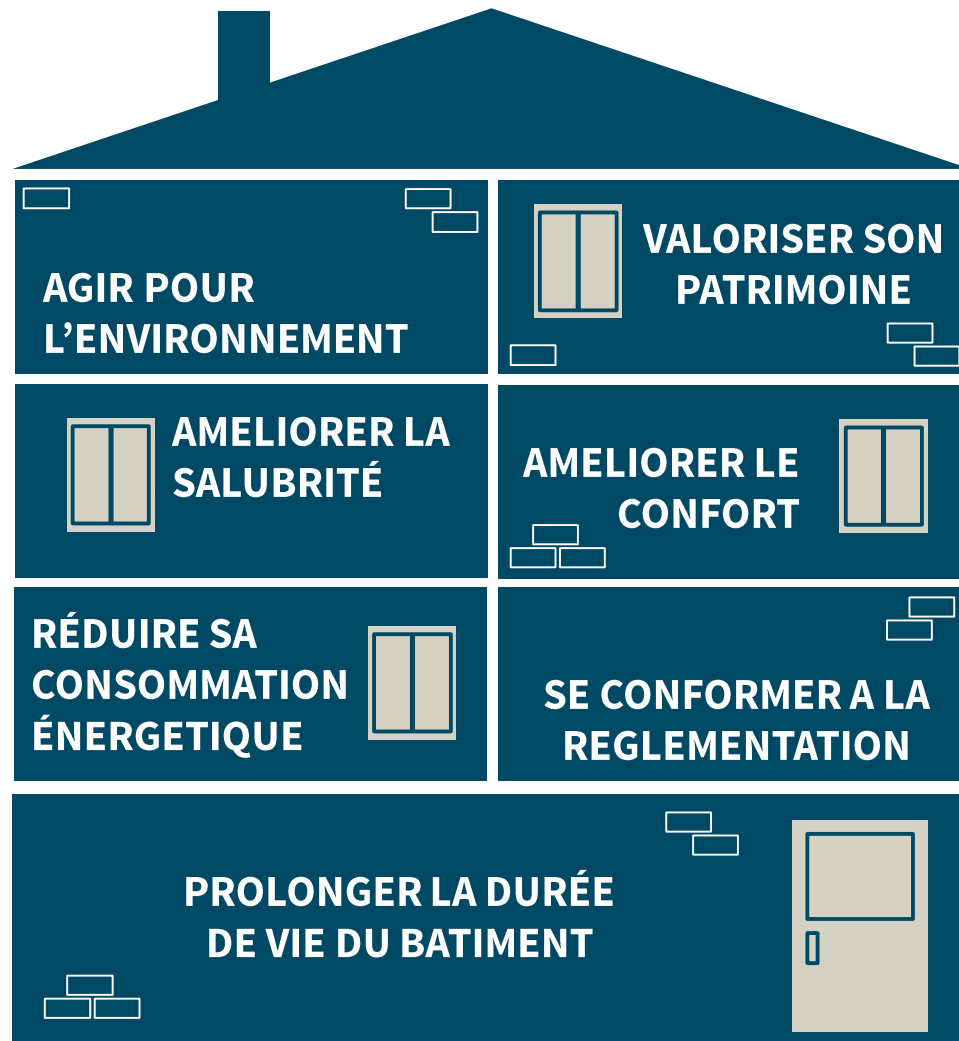 AGIR POUR
L’ENVIRONNEMENT
VALORISER SON
PATRIMOINE
AMELIORER LA
SALUBRITÉ
AMELIORER LE
CONFORT
RÉDUIRE SA
CONSOMMATION
ÉNERGETIQUE
SE CONFORMER A LA
REGLEMENTATION
PROLONGER LA DURÉE
DE VIE DU BATIMENT